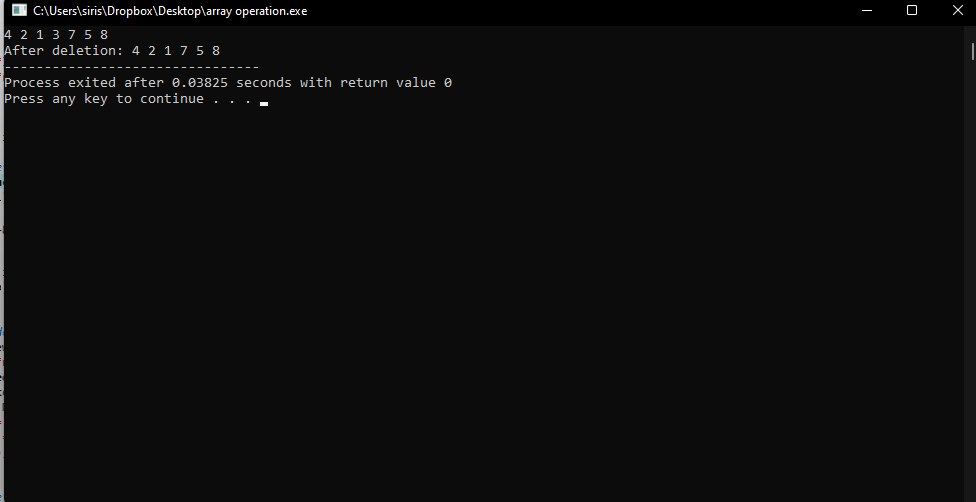 C:\Users\siris\Dropbox\Desktop\array operation.exe
4 2 1 3 7 5 8
After deletion: 4 2 1 7 5 8
--------------------------------
Process exited after 0.03825 seconds with return value 0
Press any key to continue . . .